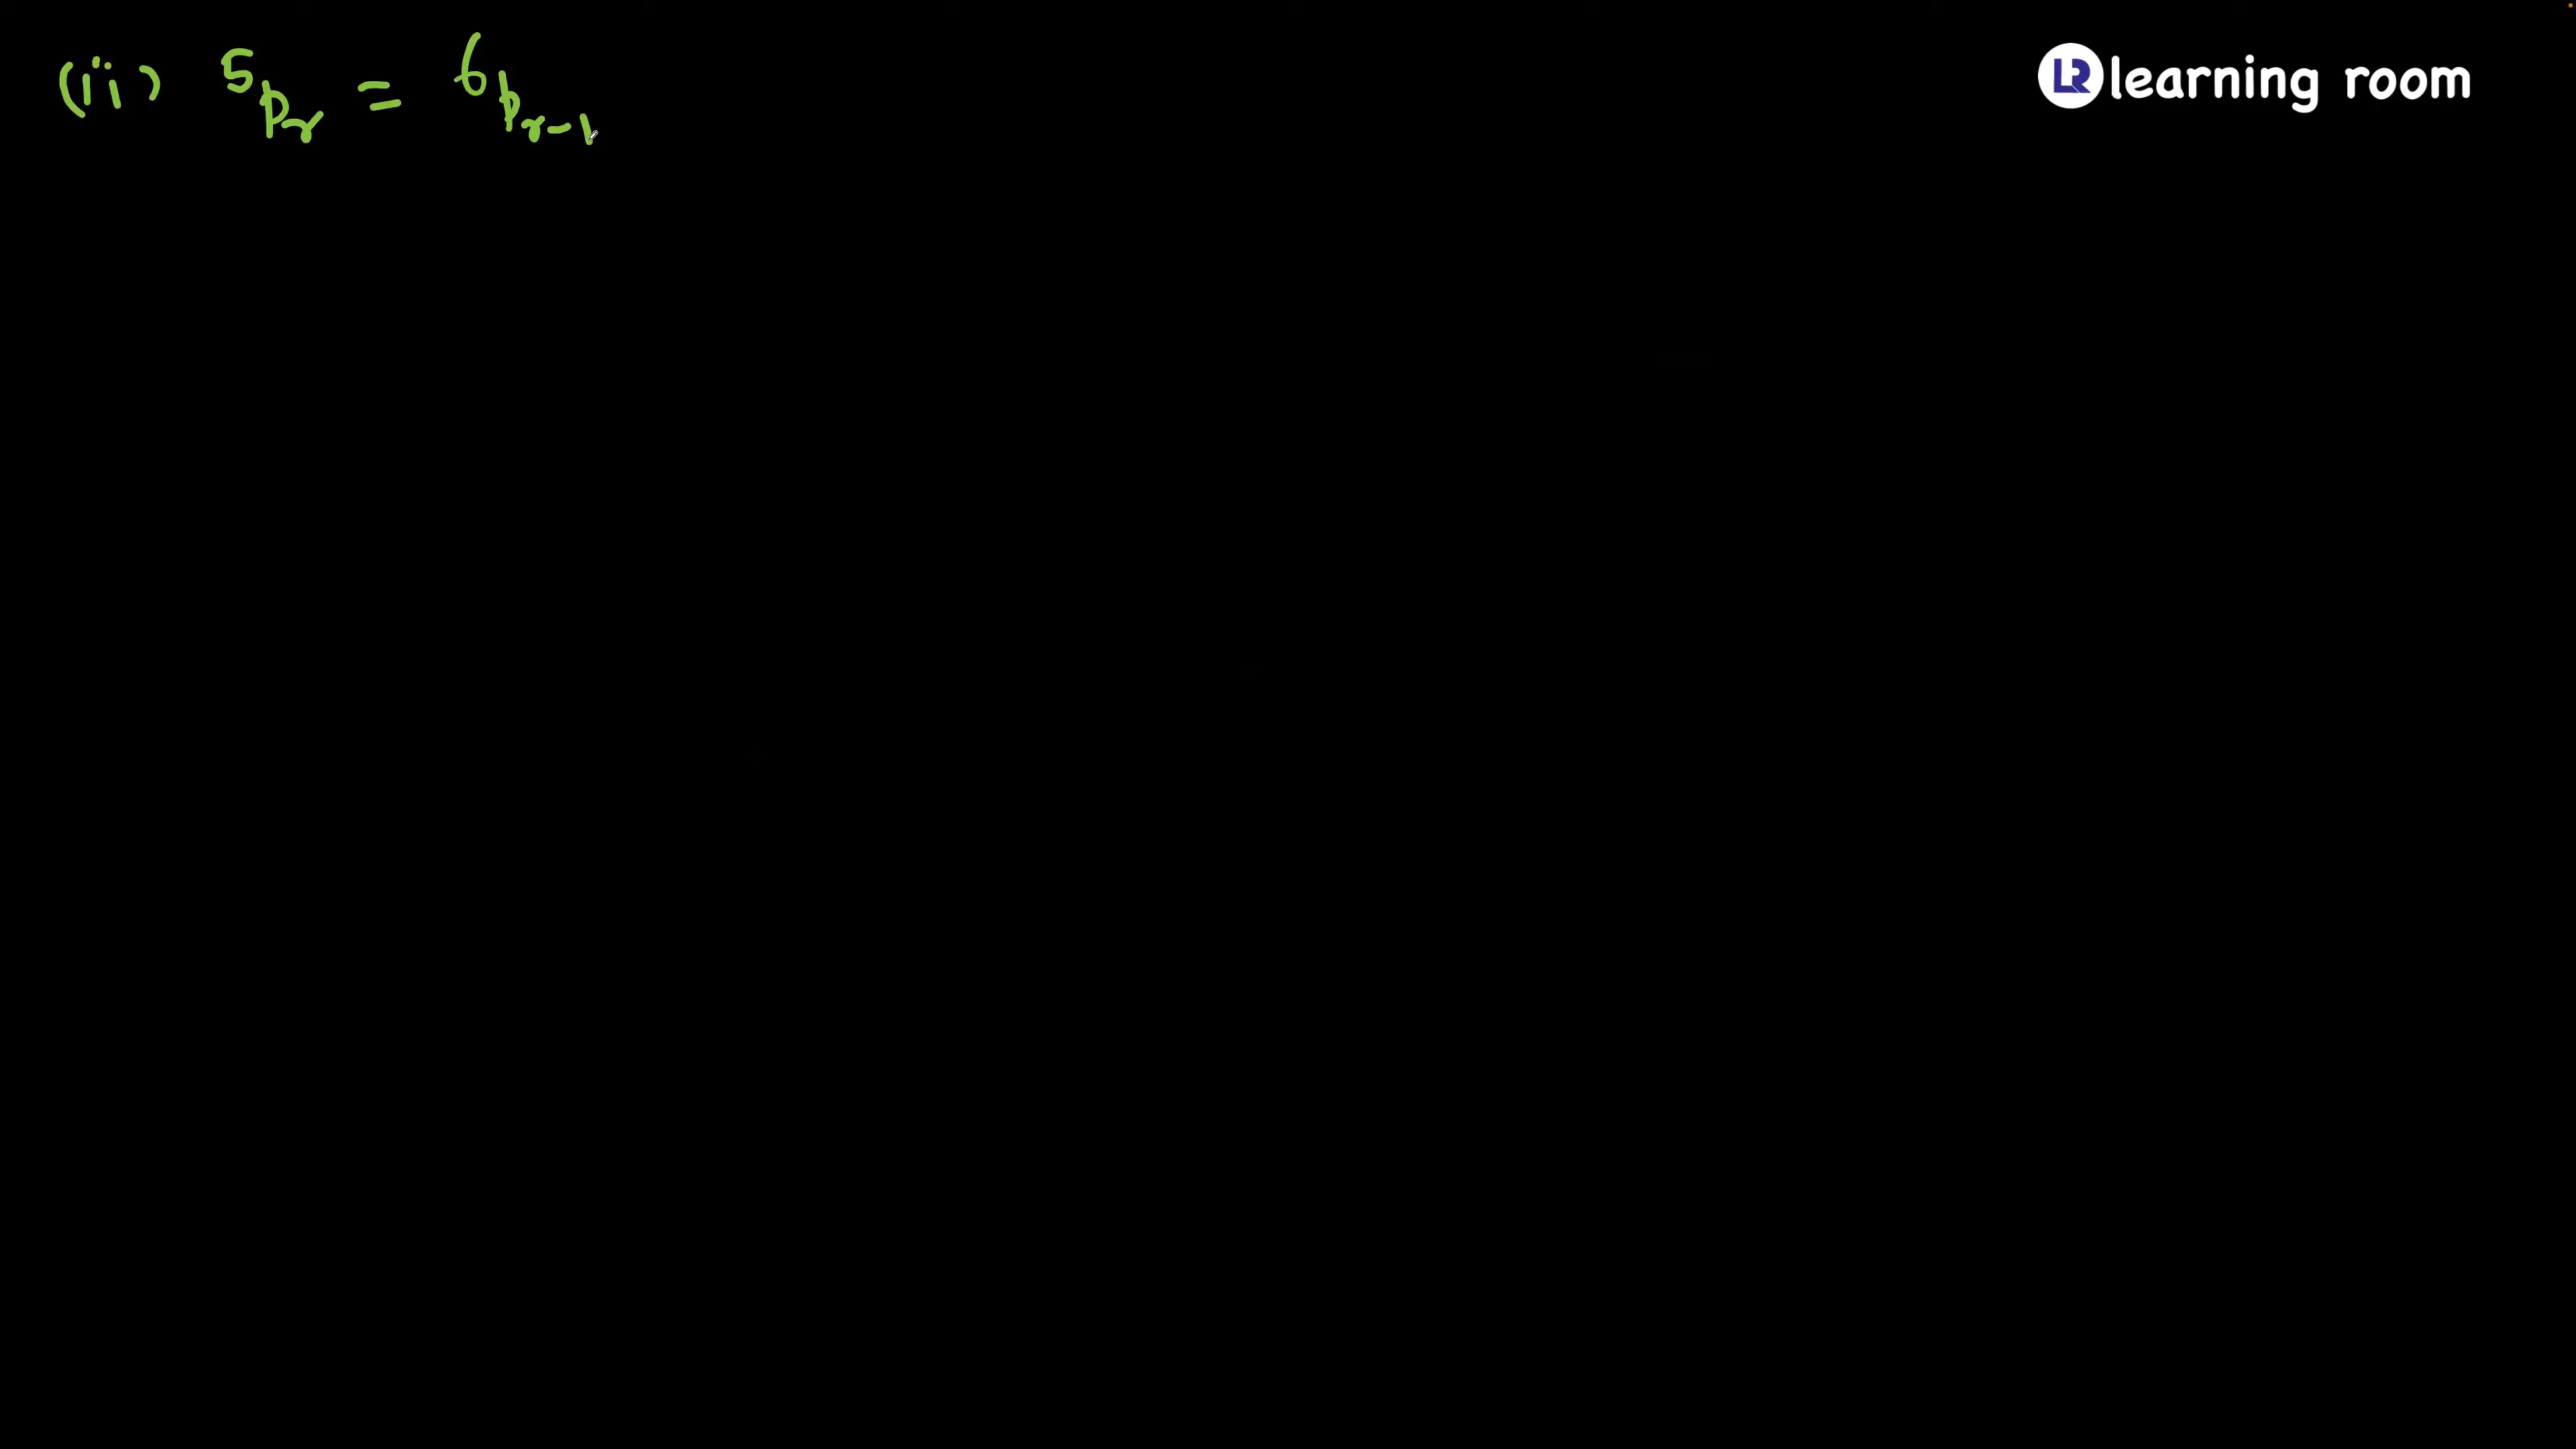 (ii) ⁵Pᵣ = ⁶Pᵣ₋₁
learning room